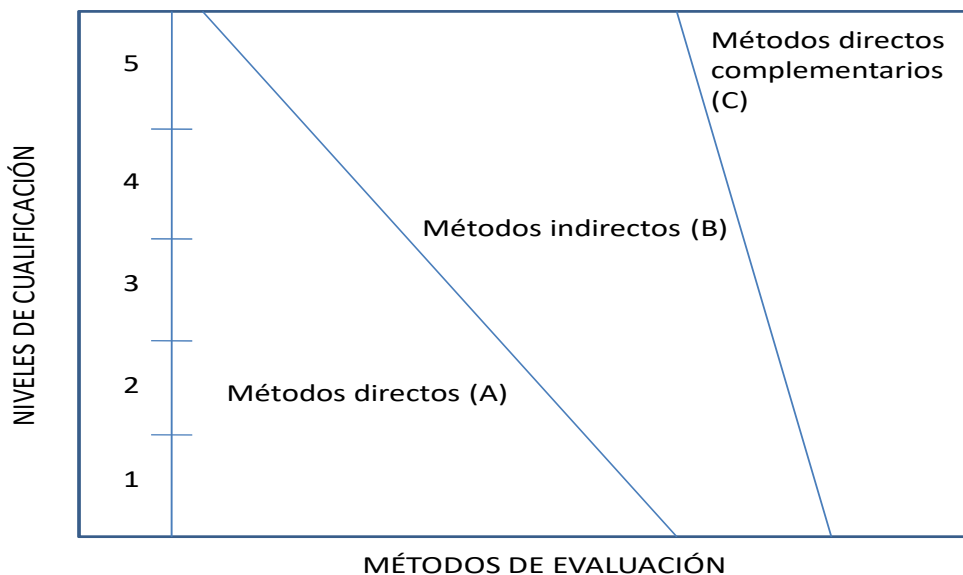 Métodos directos
complementarios
(C)
5
4
Métodos indirectos (B)
3
2
Métodos directos (A)
1
NIVELES DE CUALIFICACIÓN
MÉTODOS DE EVALUACIÓN